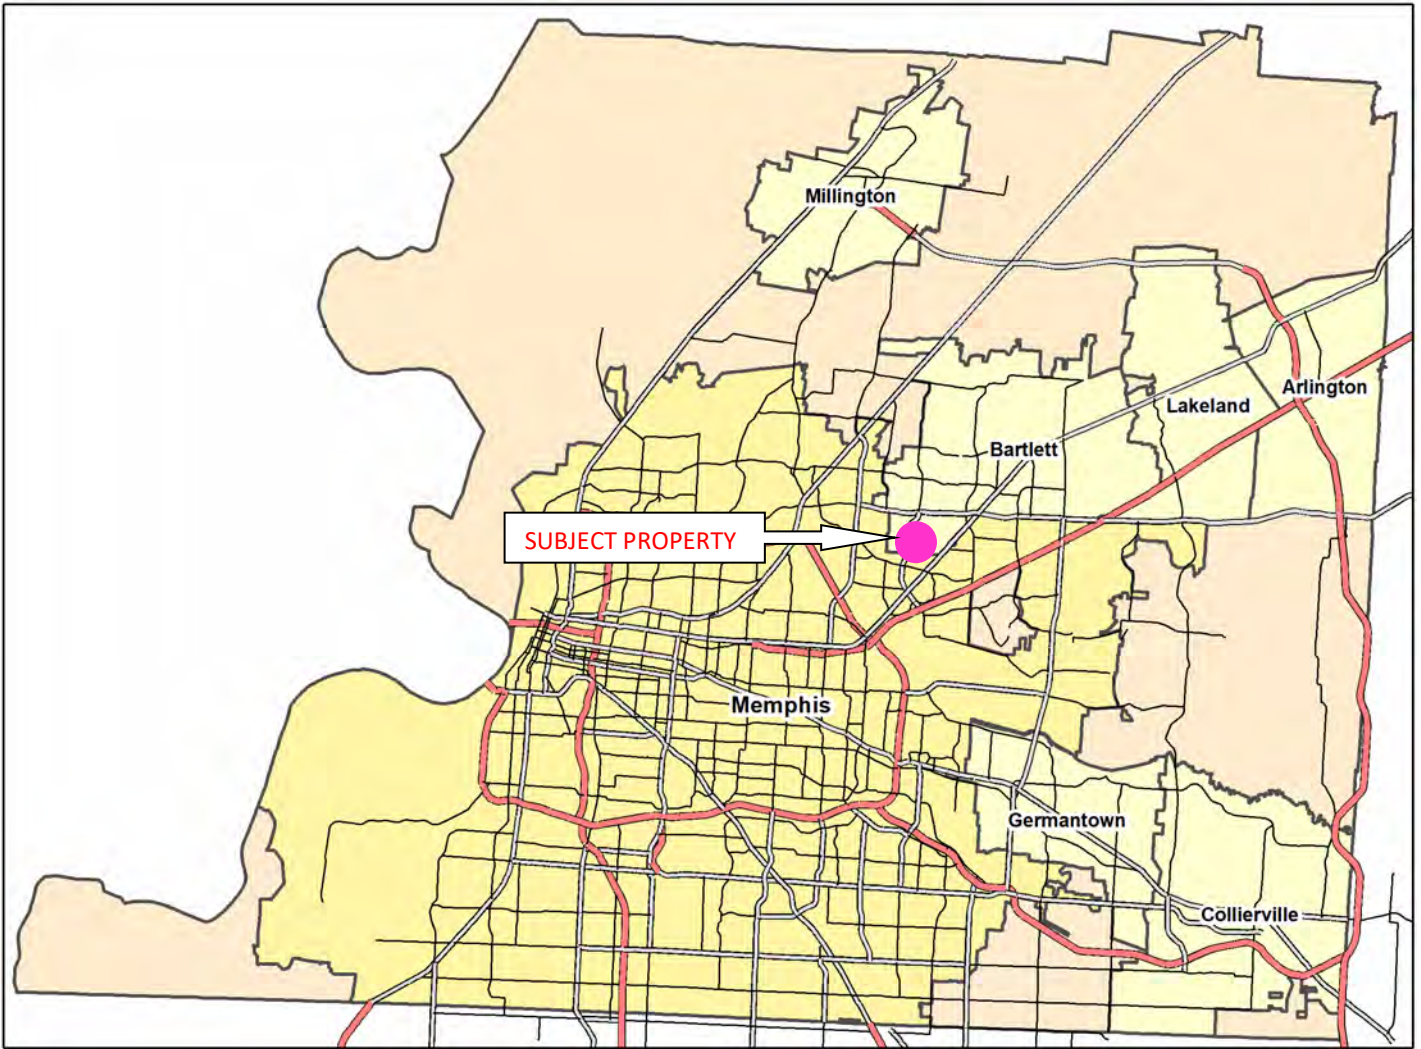 Millington
Arlington
Lakeland
Bartlett
SUBJECT PROPERTY
Memphis
Germantown
Collierville